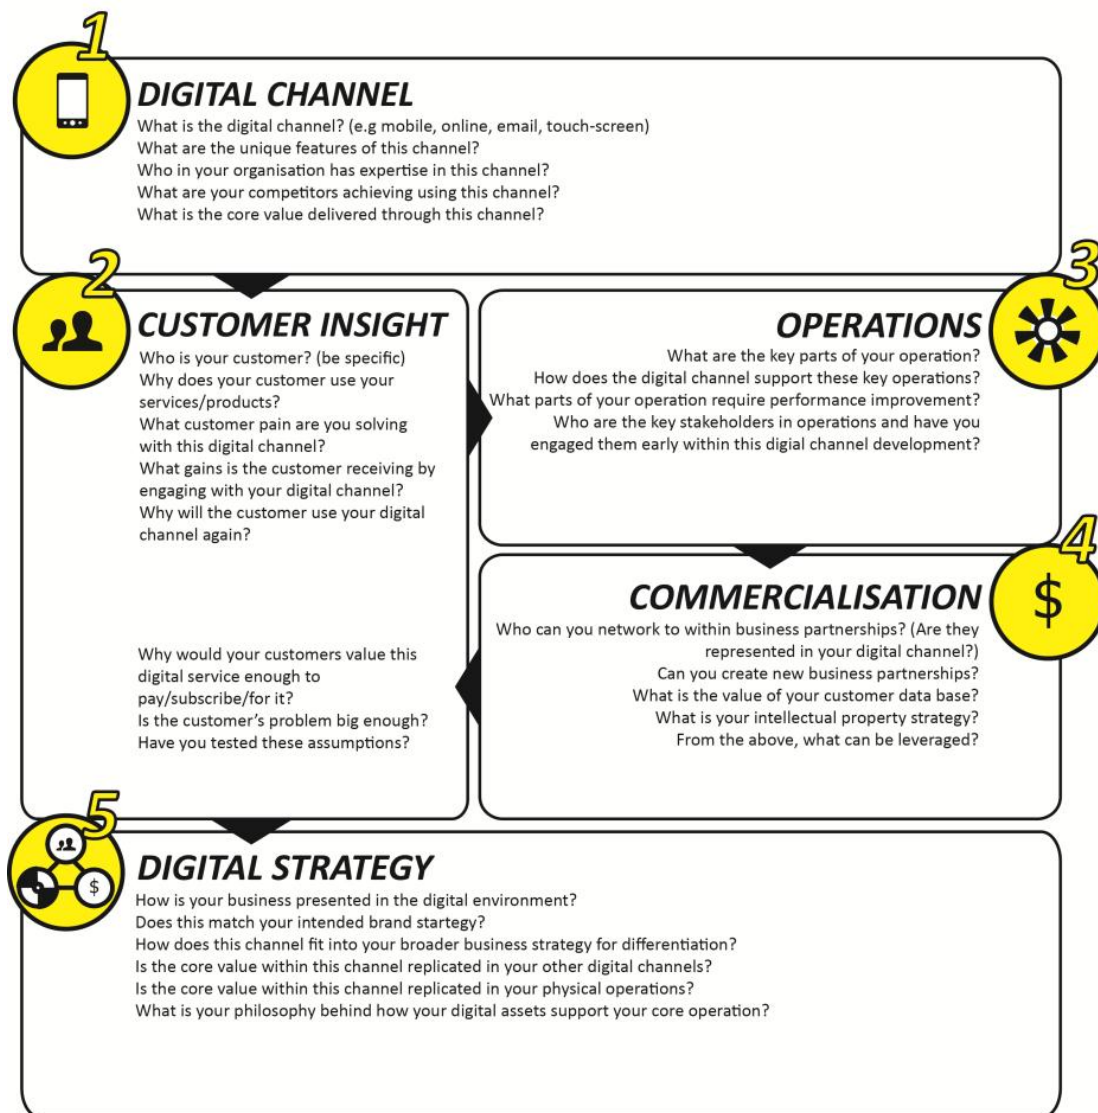 1
DIGITAL CHANNEL
What is the digital channel? (e.g mobile, online, email, touch-screen)
What are the unique features of this channel?
Who in your organisation has expertise in this channel?
What are your competitors achieving using this channel?
What is the core value delivered through this channel?
2
CUSTOMER INSIGHT
Who is your customer? (be specific)
Why does your customer use your
services/products?
What customer pain are you solving
with this digital channel?
What gains is the customer receiving by
engaging with your digital channel?
Why will the customer use your digital
channel again?
Why would your customers value this
digital service enough to
pay/subscribe/for it?
Is the customer's problem big enough?
Have you tested these assumptions?
3
OPERATIONS
What are the key parts of your operation?
How does the digital channel support these key operations?
What parts of your operation require performance improvement?
Who are the key stakeholders in operations and have you
engaged them early within this digial channel development?
4
$
COMMERCIALISATION
Who can you network to within business partnerships? (Are they
represented in your digital channel?)
Can you create new business partnerships?
What is the value of your customer data base?
What is your intellectual property strategy?
From the above, what can be leveraged?
5
$
DIGITAL STRATEGY
How is your business presented in the digital environment?
Does this match your intended brand startegy?
How does this channel fit into your broader business strategy for differentiation?
Is the core value within this channel replicated in your other digital channels?
Is the core value within this channel replicated in your physical operations?
What is your philosophy behind how your digital assets support your core operation?